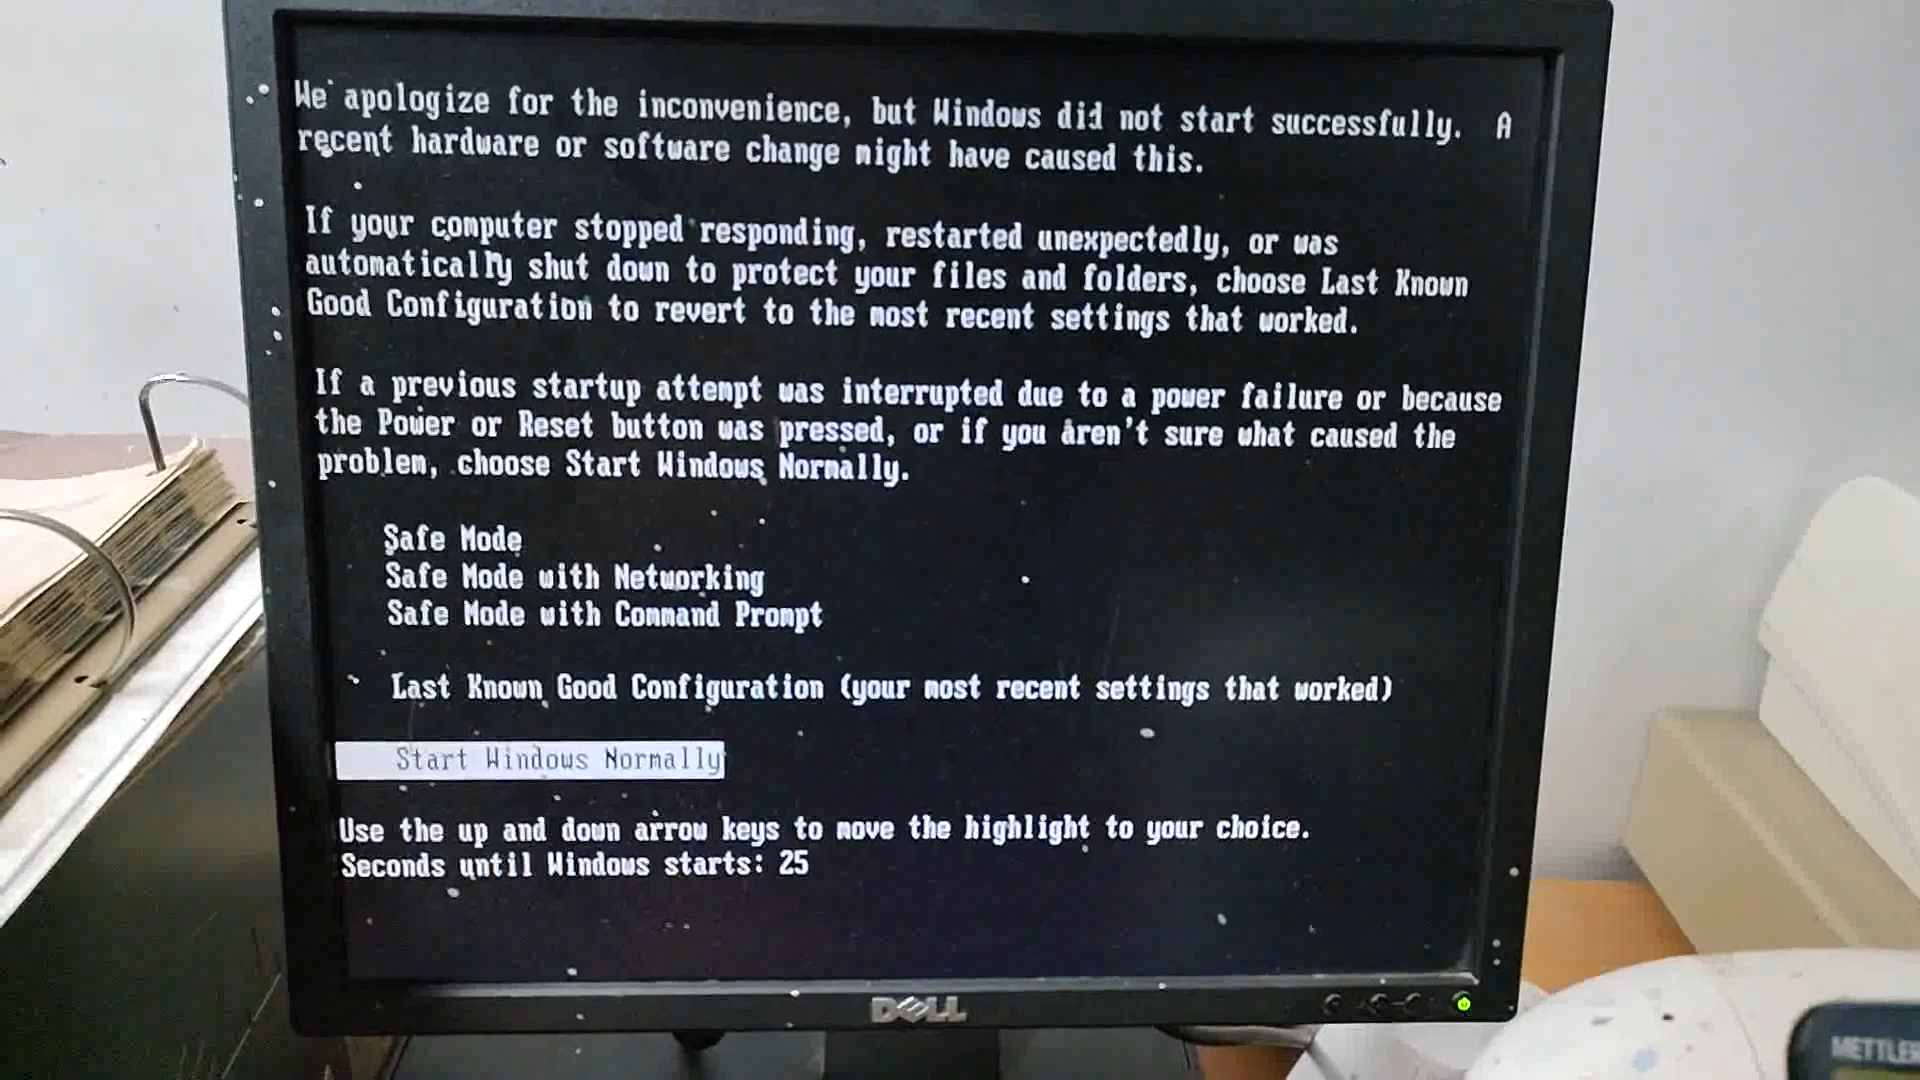 We apologize for the inconvenience, but Windows did not start successfully. A
recent hardware or software change might have caused this.
If your computer stopped responding, restarted unexpectedly, or was
automatically shut down to protect your files and folders, choose Last Known
Good Configuration to revert to the most recent settings that worked.
If a previous startup attempt was interrupted due to a power failure or because
the Power or Reset button was pressed, or if you aren't sure what caused the
problem, choose Start Windows Normally.
Safe Mode
Safe Mode with Networking
Safe Mode with Command Prompt
Last Known Good Configuration (your most recent settings that worked)
Start Windows Normally
Use the up and down arrow keys to move the highlight to your choice.
Seconds until Windows starts: 25
DELL
METTLER